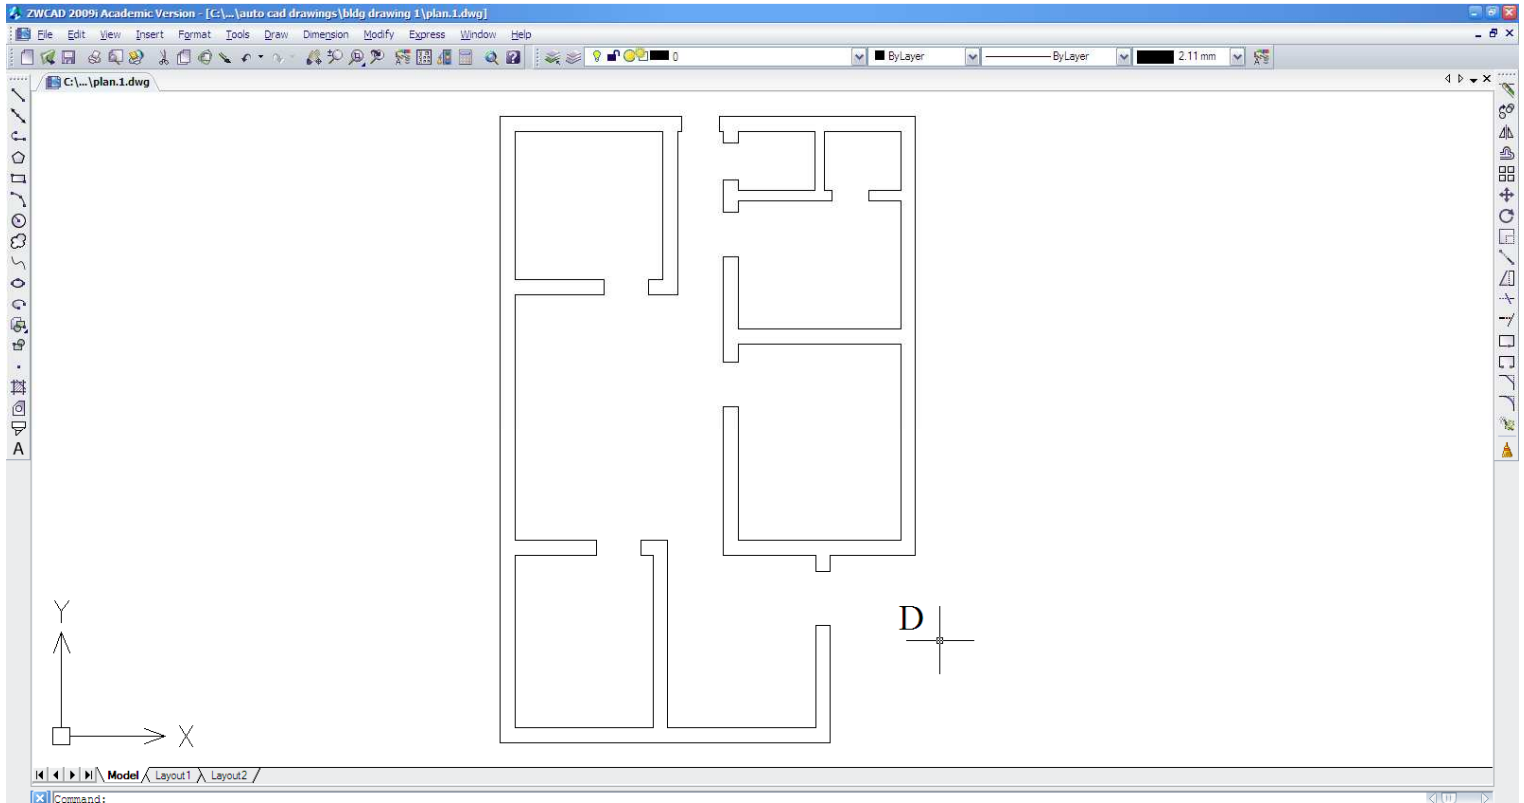 ZWCAD 2009i Academic Version - [C:\...\auto cad drawings\bldg drawing 1\plan.1.dwg]
File Edit View Insert Format Tools Draw Dimension Modify Express Window Help
0 ByLayer ByLayer 2.11 mm
C:\...\plan.1.dwg
A
D
Y
X
Model Layout1 Layout2
Command: